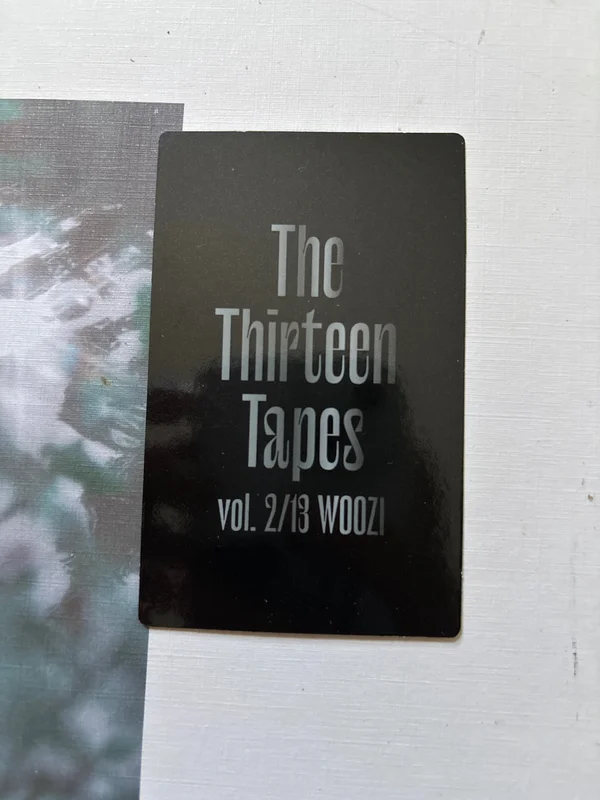 The
Thirteen
Tapes
vol. 2/13 WOOZI